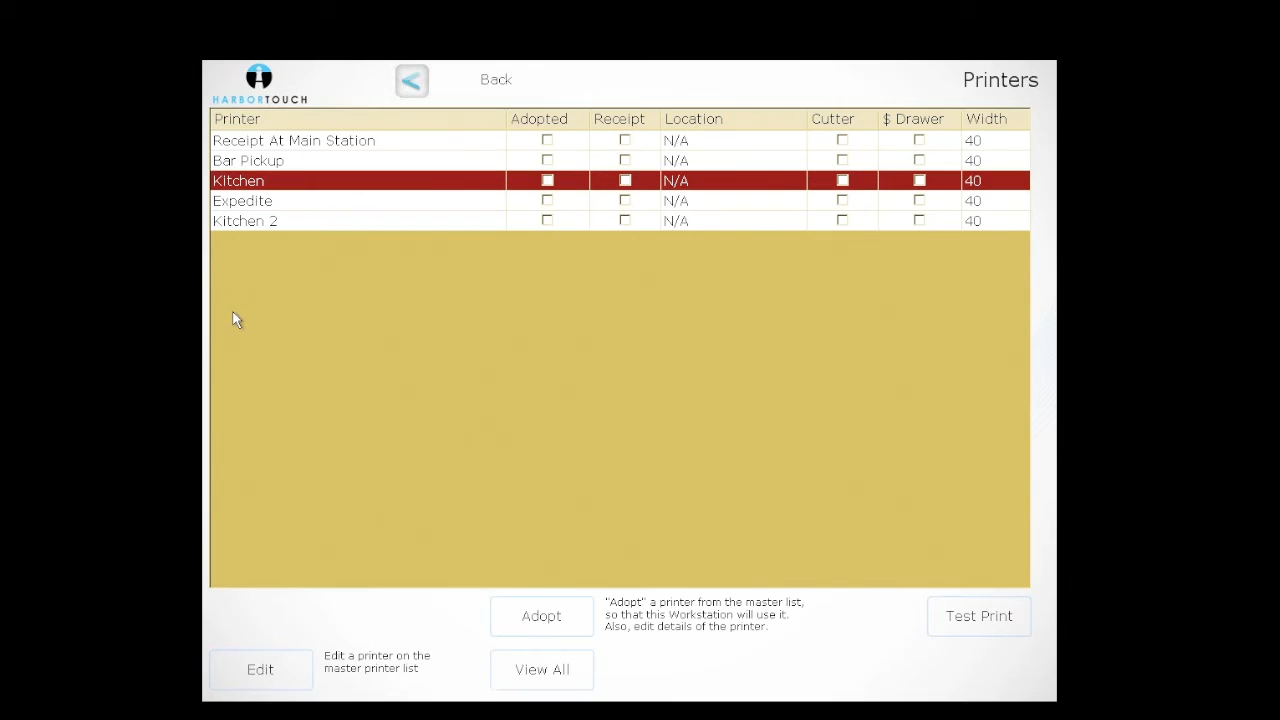 HARBORTOUCH
Back
Printers
Printer Adopted Receipt Location Cutter $ Drawer Width
Receipt At Main Station N/A 40
Bar Pickup N/A 40
Kitchen N/A 40
Expedite N/A 40
Kitchen 2 N/A 40
Adopt
"Adopt" a printer from the master list,
so that this Workstation will use it.
Also, edit details of the printer.
Test Print
Edit
Edit a printer on the
master printer list
View All